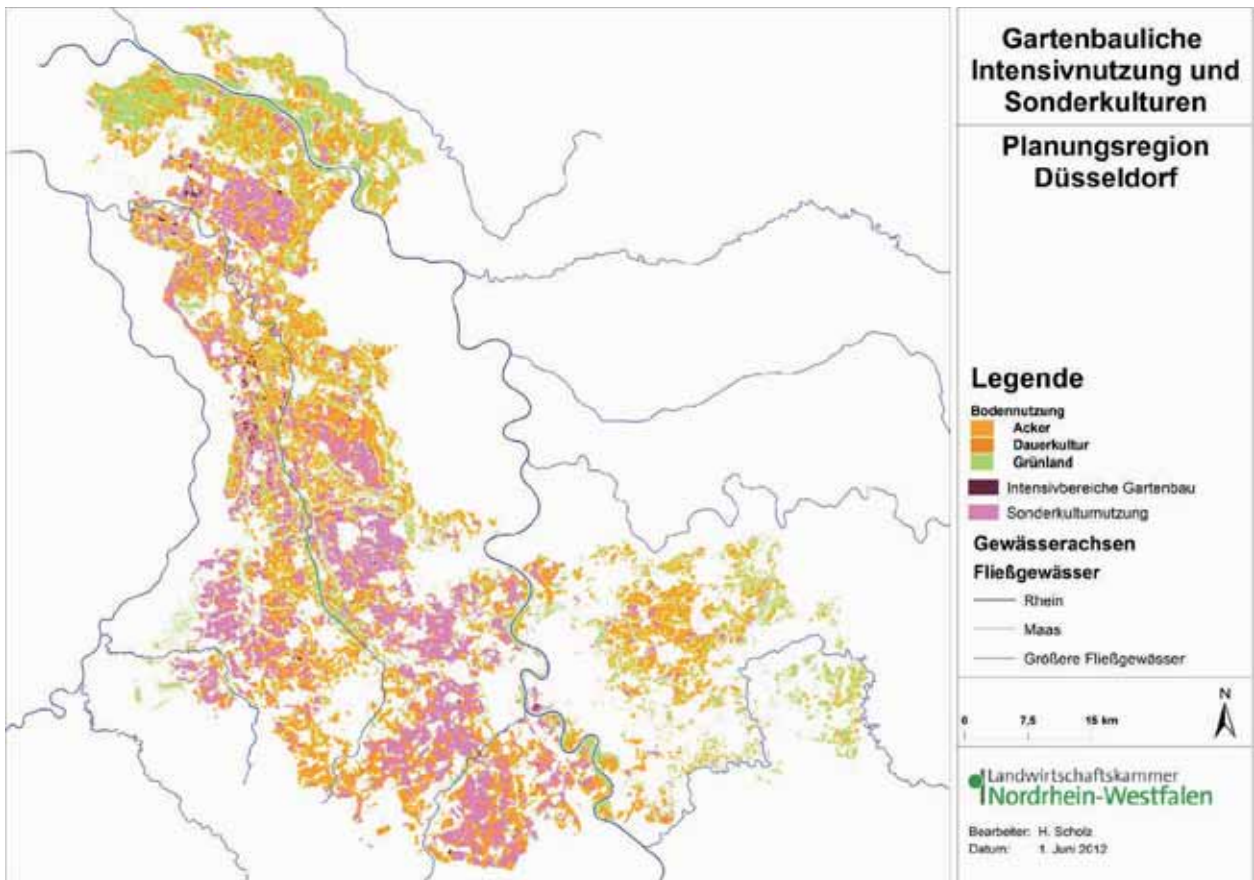 Gartenbauliche
Intensivnutzung und
Sonderkulturen
Planungsregion
Düsseldorf
Legende
Bodennutzung
Acker
Dauerkultur
Grünland
Intensivbereiche Gartenbau
Sonderkulturnutzung
Gewässerachsen
Fließgewässer
Rhein
Maas
Größere Fließgewässer
N
0 7,5 15 km
Landwirtschaftskammer
Nordrhein-Westfalen
Bearbeiter: H. Scholz
Datum: 1. Juni 2012